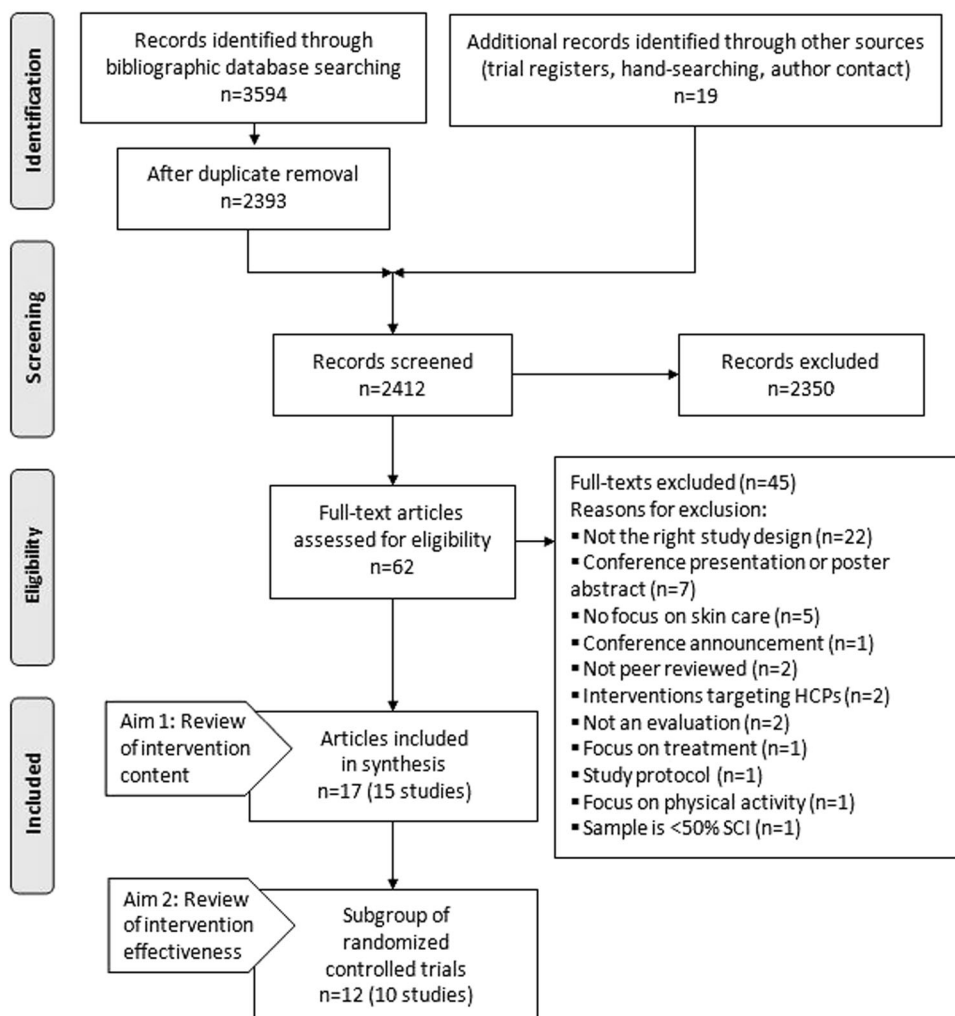 Identification
Records identified through
bibliographic database searching
n=3594
Additional records identified through other sources
(trial registers, hand-searching, author contact)
n=19
After duplicate removal
n=2393
Screening
Records screened
n=2412
Records excluded
n=2350
Eligibility
Full-text articles
assessed for eligibility
n=62
Full-texts excluded (n=45)
Reasons for exclusion:
▪ Not the right study design (n=22)
▪ Conference presentation or poster
abstract (n=7)
▪ No focus on skin care (n=5)
▪ Conference announcement (n=1)
▪ Not peer reviewed (n=2)
▪ Interventions targeting HCPs (n=2)
▪ Not an evaluation (n=2)
▪ Focus on treatment (n=1)
▪ Study protocol (n=1)
▪ Focus on physical activity (n=1)
▪ Sample is <50% SCI (n=1)
Included
Aim 1: Review
of intervention
content
Articles included
in synthesis
n=17 (15 studies)
Aim 2: Review
of intervention
effectiveness
Subgroup of
randomized
controlled trials
n=12 (10 studies)